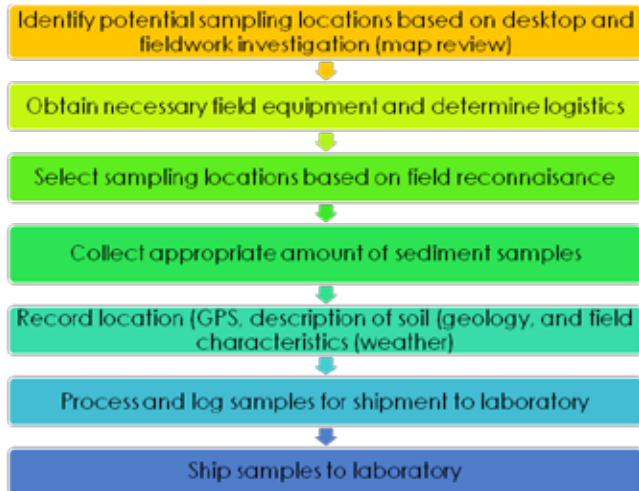 Identify potential sampling locations based on desktop and
fieldwork investigation (map review)
Obtain necessary field equipment and determine logistics
Select sampling locations based on field reconnaisance
Collect appropriate amount of sediment samples
Record location (GPS, description of soil (geology, and field
characteristics (weather)
Process and log samples for shipment to laboratory
Ship samples to laboratory